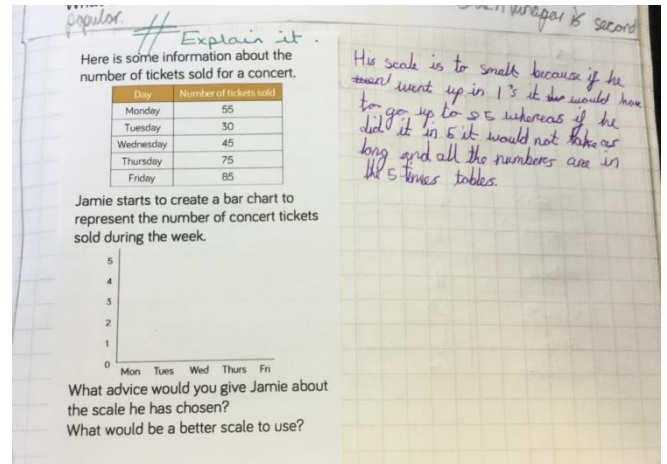 popular.
is second
# Explain it.
Here is some information about the
number of tickets sold for a concert.
Day Number of tickets sold
Monday 55
Tuesday 30
Wednesday 45
Thursday 75
Friday 85
Jamie starts to create a bar chart to
represent the number of concert tickets
sold during the week.
5
4
3
2
1
0
Mon Tues Wed Thurs Fri
What advice would you give Jamie about
the scale he has chosen?
What would be a better scale to use?
His scale is to small because if he
went up in 1's it would have
to go up to 85 whereas if he
did it in 5 it would not take as
long and all the numbers are in
the 5 times tables.